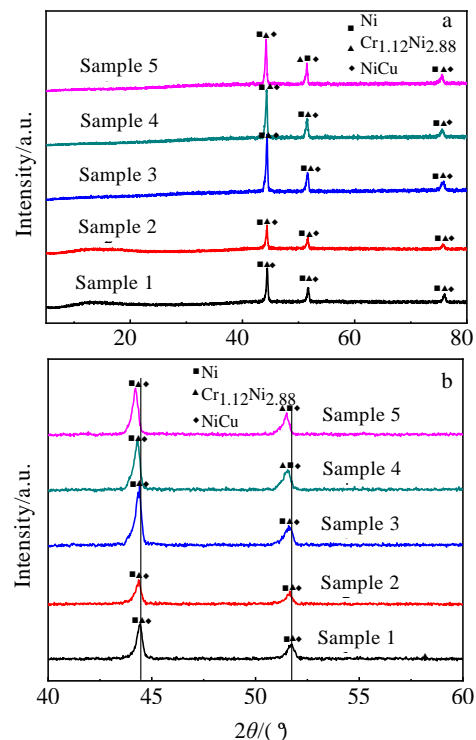 a
■ Ni
▲ Cr1.12Ni2.88
◆ NiCu
Sample 5
Sample 4
Sample 3
Sample 2
Sample 1
Intensity/a.u.
20 40 60 80
b
■ Ni
▲ Cr1.12Ni2.88
◆ NiCu
Sample 5
Sample 4
Sample 3
Sample 2
Sample 1
Intensity/a.u.
40 45 50 55 60
2θ/( °)